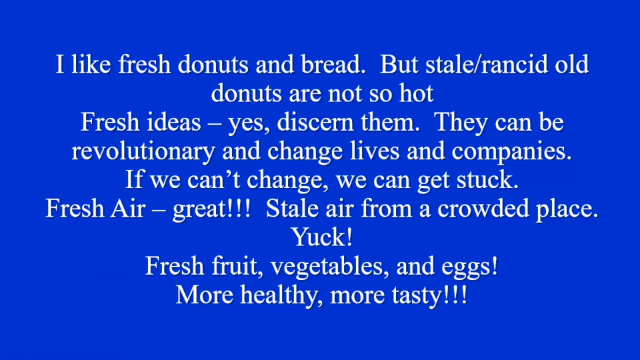 I like fresh donuts and bread.  But stale/rancid old
donuts are not so hot
Fresh ideas – yes, discern them.  They can be
revolutionary and change lives and companies.
If we can’t change, we can get stuck.
Fresh Air – great!!!  Stale air from a crowded place.
Yuck!
Fresh fruit, vegetables, and eggs!
More healthy, more tasty!!!